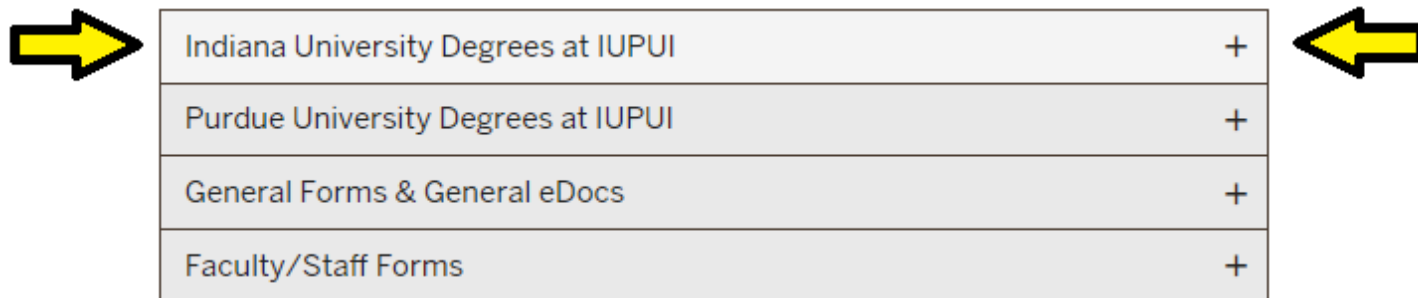 Indiana University Degrees at IUPUI +
Purdue University Degrees at IUPUI +
General Forms & General eDocs +
Faculty/Staff Forms +